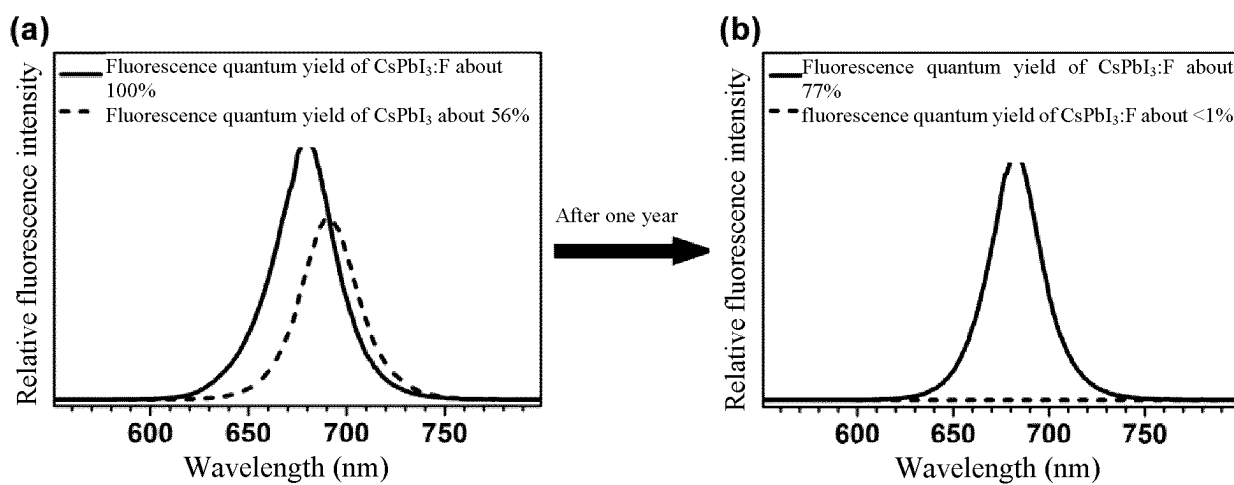 (a)
Relative fluorescence intensity
Fluorescence quantum yield of CsPbI₃:F about
100%
Fluorescence quantum yield of CsPbI₃ about 56%
600 650 700 750
Wavelength (nm)
After one year
(b)
Relative fluorescence intensity
Fluorescence quantum yield of CsPbI₃:F about
77%
fluorescence quantum yield of CsPbI₃:F about <1%
600 650 700 750
Wavelength (nm)